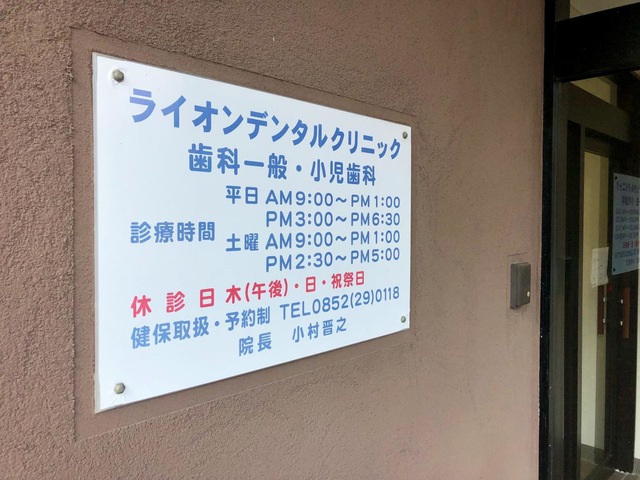 ライオンデンタルクリニック
歯科一般・小児歯科
診療時間
平日 AM9:00～PM1:00
PM3:00～PM6:30
土曜 AM9:00～PM1:00
PM2:30～PM5:00
休診日 木(午後)・日・祝祭日
健保取扱・予約制 TEL0852(29)0118
院長 小村晋之